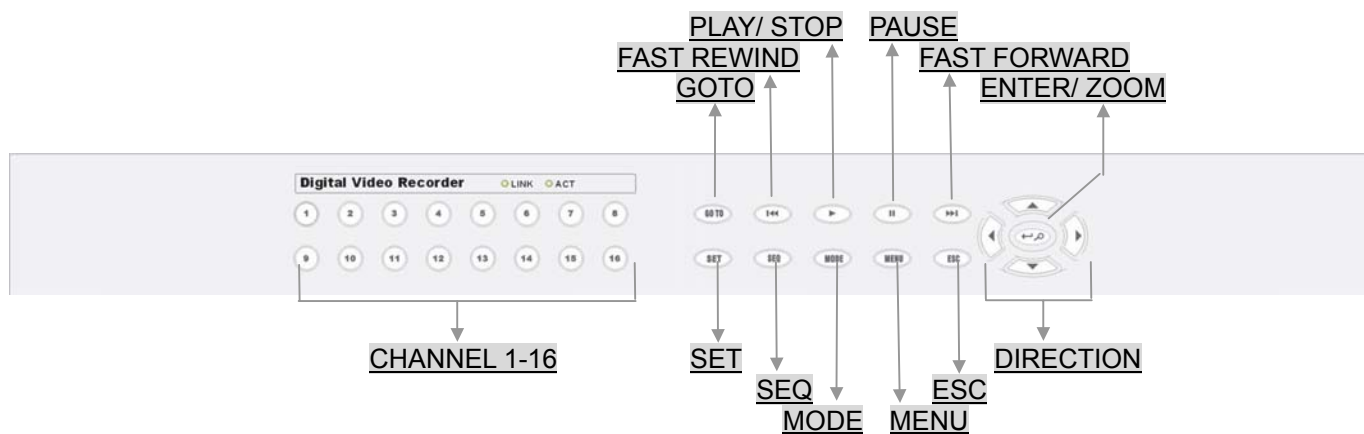 PLAY/ STOP PAUSE
FAST REWIND FAST FORWARD
GOTO ENTER/ ZOOM
Digital Video Recorder LINK ACT
1 2 3 4 5 6 7 8 GO TO
9 10 11 12 13 14 15 16 SET SEQ MODE MENU ESC
CHANNEL 1-16 SET DIRECTION
SEQ ESC
MODE MENU